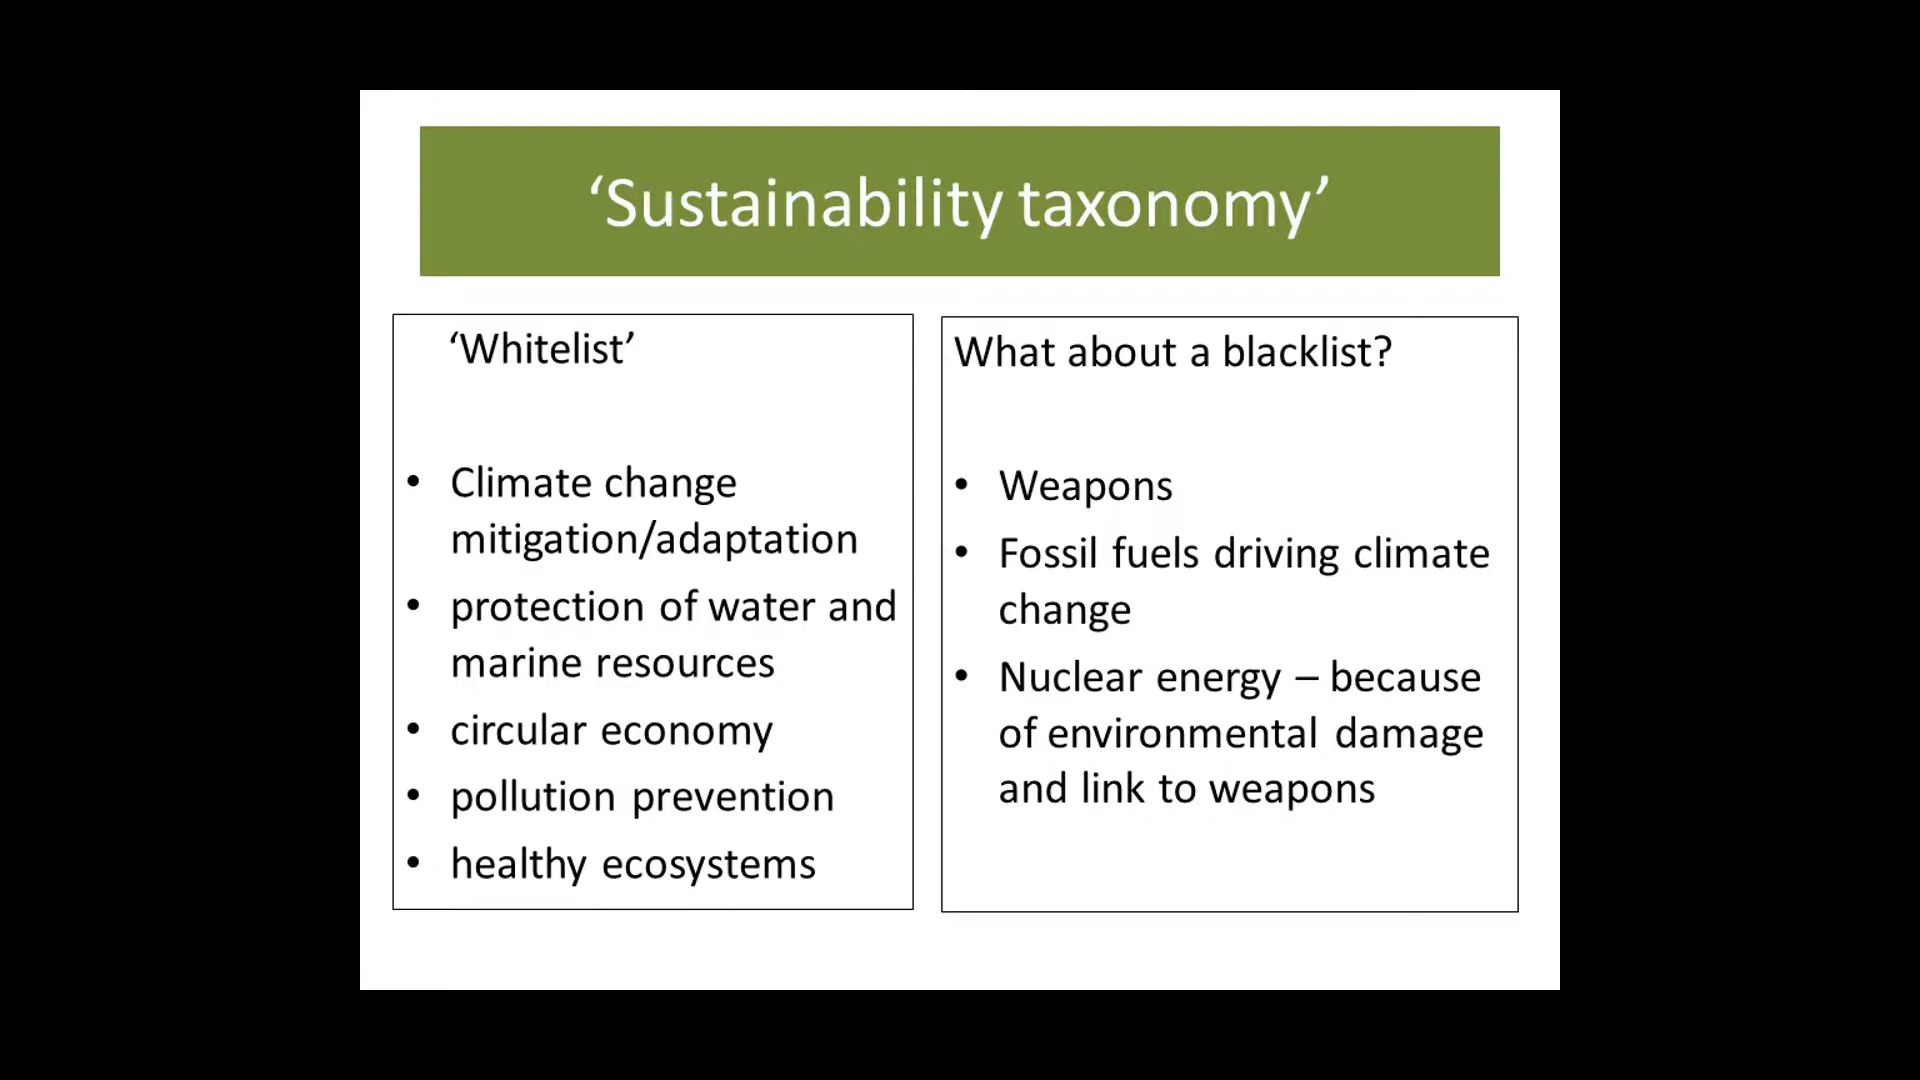 ‘Sustainability taxonomy’
‘Whitelist’
• Climate change
mitigation/adaptation
• protection of water and
marine resources
• circular economy
• pollution prevention
• healthy ecosystems
What about a blacklist?
• Weapons
• Fossil fuels driving climate
change
• Nuclear energy – because
of environmental damage
and link to weapons